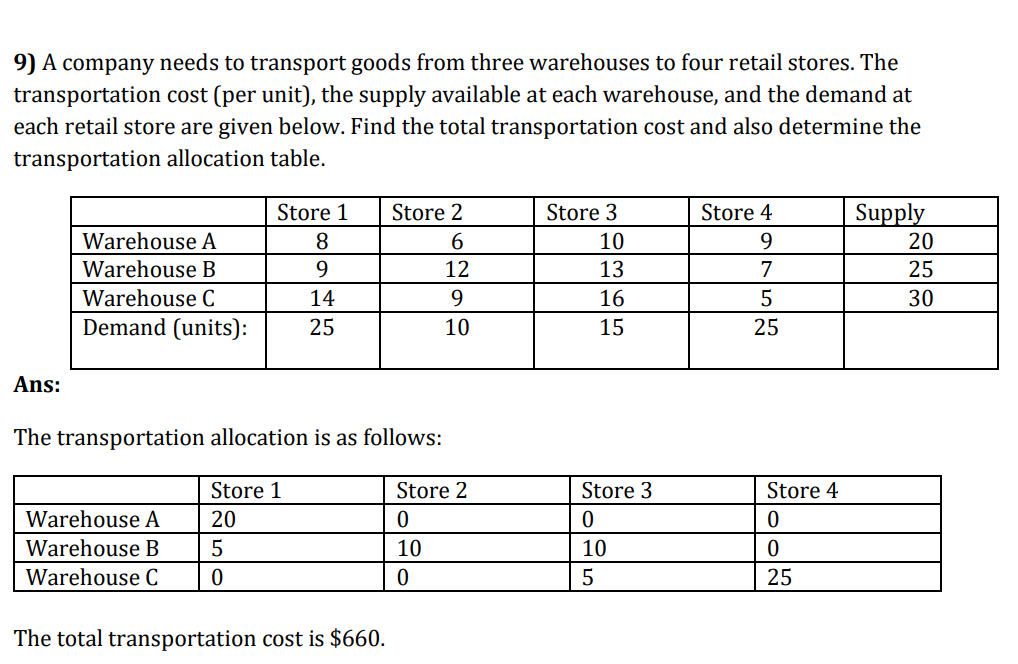 9) A company needs to transport goods from three warehouses to four retail stores. The
transportation cost (per unit), the supply available at each warehouse, and the demand at
each retail store are given below. Find the total transportation cost and also determine the
transportation allocation table.
Store 1 Store 2 Store 3 Store 4 Supply
Warehouse A 8 6 10 9 20
Warehouse B 9 12 13 7 25
Warehouse C 14 9 16 5 30
Demand (units): 25 10 15 25
Ans:
The transportation allocation is as follows:
Store 1 Store 2 Store 3 Store 4
Warehouse A 20 0 0 0
Warehouse B 5 10 10 0
Warehouse C 0 0 5 25
The total transportation cost is $660.